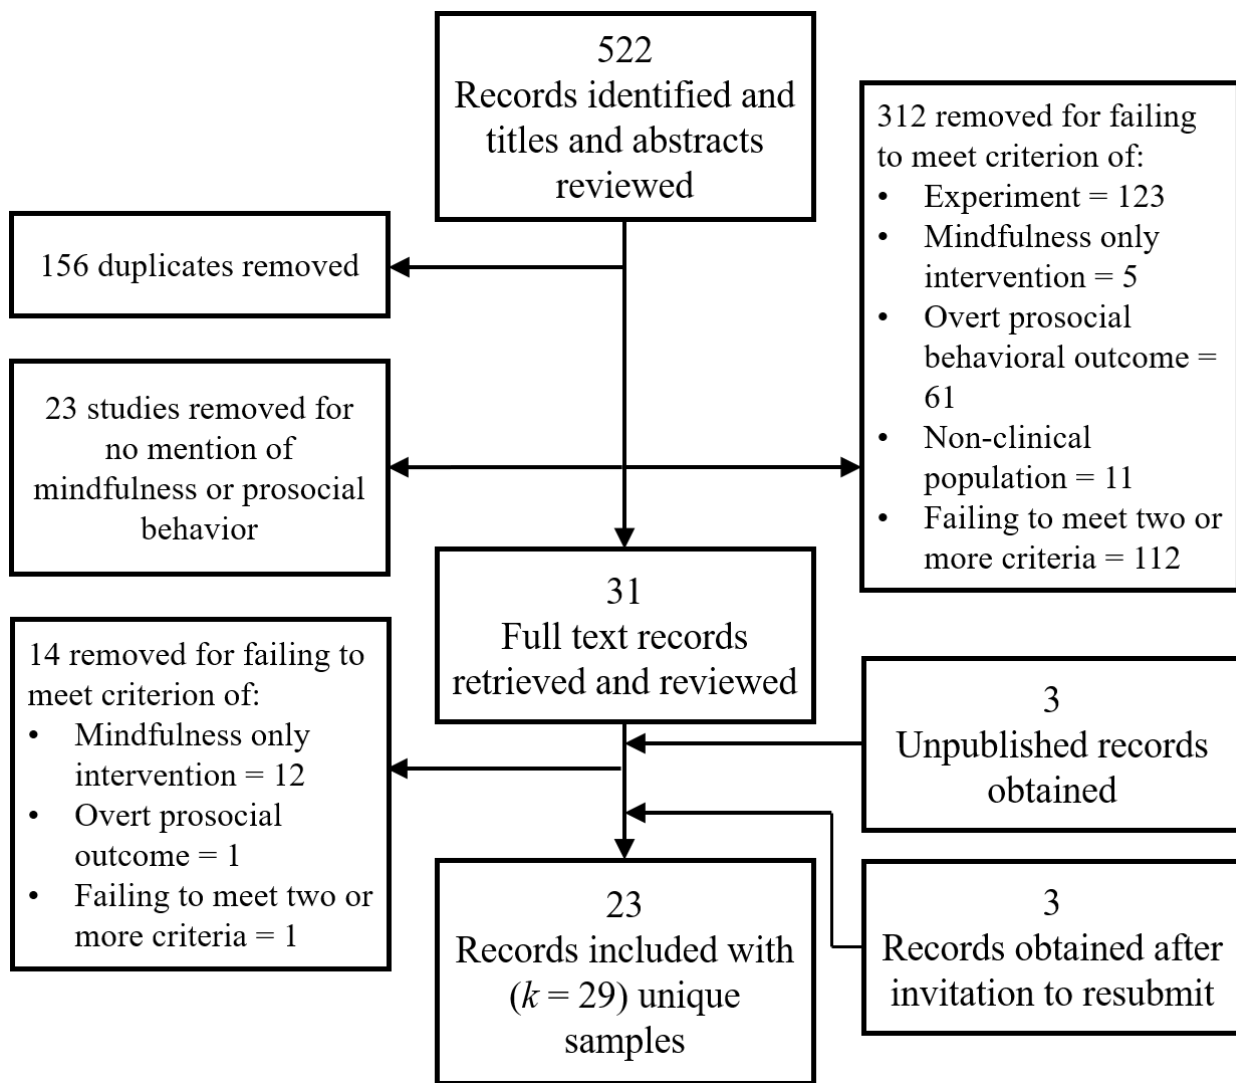 522
Records identified and
titles and abstracts
reviewed
312 removed for failing
to meet criterion of:
• Experiment = 123
• Mindfulness only
intervention = 5
• Overt prosocial
behavioral outcome =
61
• Non-clinical
population = 11
• Failing to meet two or
more criteria = 112
156 duplicates removed
23 studies removed for
no mention of
mindfulness or prosocial
behavior
31
Full text records
retrieved and reviewed
14 removed for failing to
meet criterion of:
• Mindfulness only
intervention = 12
• Overt prosocial
outcome = 1
• Failing to meet two or
more criteria = 1
3
Unpublished records
obtained
3
Records obtained after
invitation to resubmit
23
Records included with
(k = 29) unique
samples